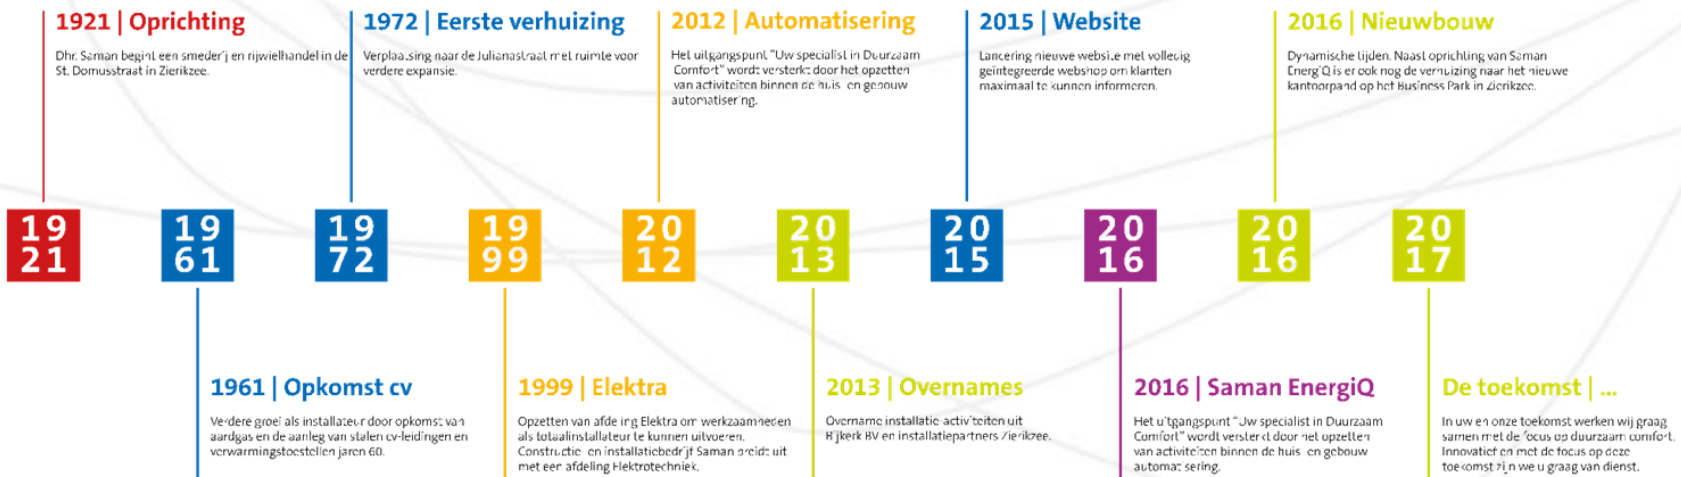 1921 | Oprichting
Dhr. Saman begint een smederij en rijwielhandel in de
St. Domusstraat in Zierikzee.
1972 | Eerste verhuizing
Verplaatsing naar de Julianastraat met ruimte voor
verdere expansie.
2012 | Automatisering
Het uitgangspunt "Uw specialist in Duurzaam
Comfort" wordt versterkt door het opzetten
van activiteiten binnen de huis- en gebouw
automatisering.
2015 | Website
Lancering nieuwe website met volledig
geïntegreerde webshop om klanten
maximaal te kunnen informeren.
2016 | Nieuwbouw
Dynamische tijden. Naast oprichting van Saman
EnergiQ is er ook nog de verhuizing naar het nieuwe
kantoorpand op het Business Park in Zierikzee.
19
21
19
61
19
72
19
99
20
12
20
13
20
15
20
16
20
16
20
17
1961 | Opkomst cv
Verdere groei als installateur door opkomst van
aardgas en de aanleg van stalen cv-leidingen en
verwarmingstoestellen jaren 60.
1999 | Elektra
Opzetten van afdeling Elektra om werkzaamheden
als totaalinstallateur te kunnen uitvoeren.
Constructie- en installatiebedrijf Saman breidt uit
met een afdeling Elektrotechniek.
2013 | Overnames
Overname installatie-activiteiten uit
Bijkerk BV en installatiepartners Zierikzee.
2016 | Saman EnergiQ
Het uitgangspunt "Uw specialist in Duurzaam
Comfort" wordt versterkt door het opzetten
van activiteiten binnen de huis- en gebouw
automatisering.
De toekomst | ...
In uw en onze toekomst werken wij graag
samen met de focus op duurzaam comfort.
Innovatief en met de focus op deze
toekomst zijn we u graag van dienst.